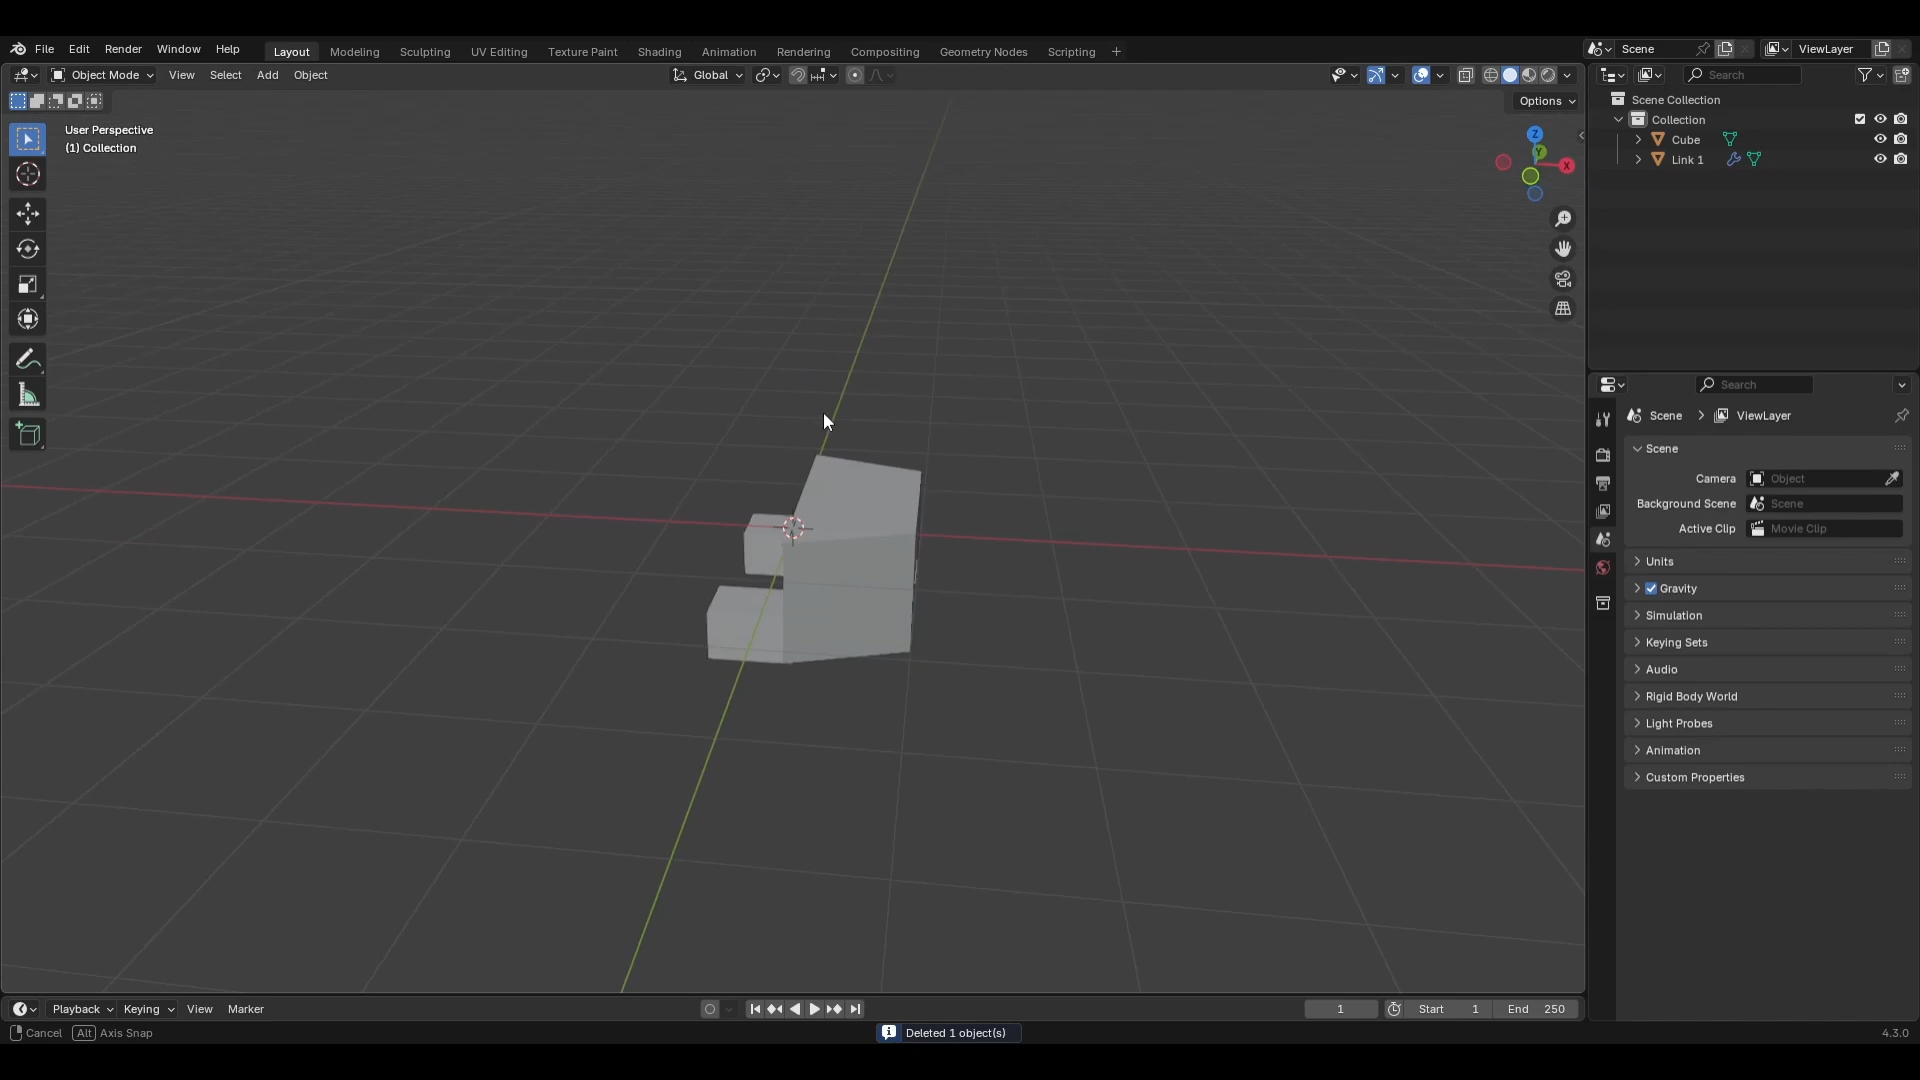 File Edit Render Window Help Layout Modeling Sculpting UV Editing Texture Paint Shading Animation Rendering Compositing Geometry Nodes Scripting + Scene ViewLayer
Object Mode View Select Add Object Global Search
Options
User Perspective
(1) Collection
Z
Y
X
Scene Collection
Collection
Cube
Link 1
Search
Scene > ViewLayer
Scene
Camera Object
Background Scene Scene
Active Clip Movie Clip
Units
Gravity
Simulation
Keying Sets
Audio
Rigid Body World
Light Probes
Animation
Custom Properties
Playback Keying View Marker 1 Start 1 End 250
Cancel Alt Axis Snap Deleted 1 object(s) 4.3.0